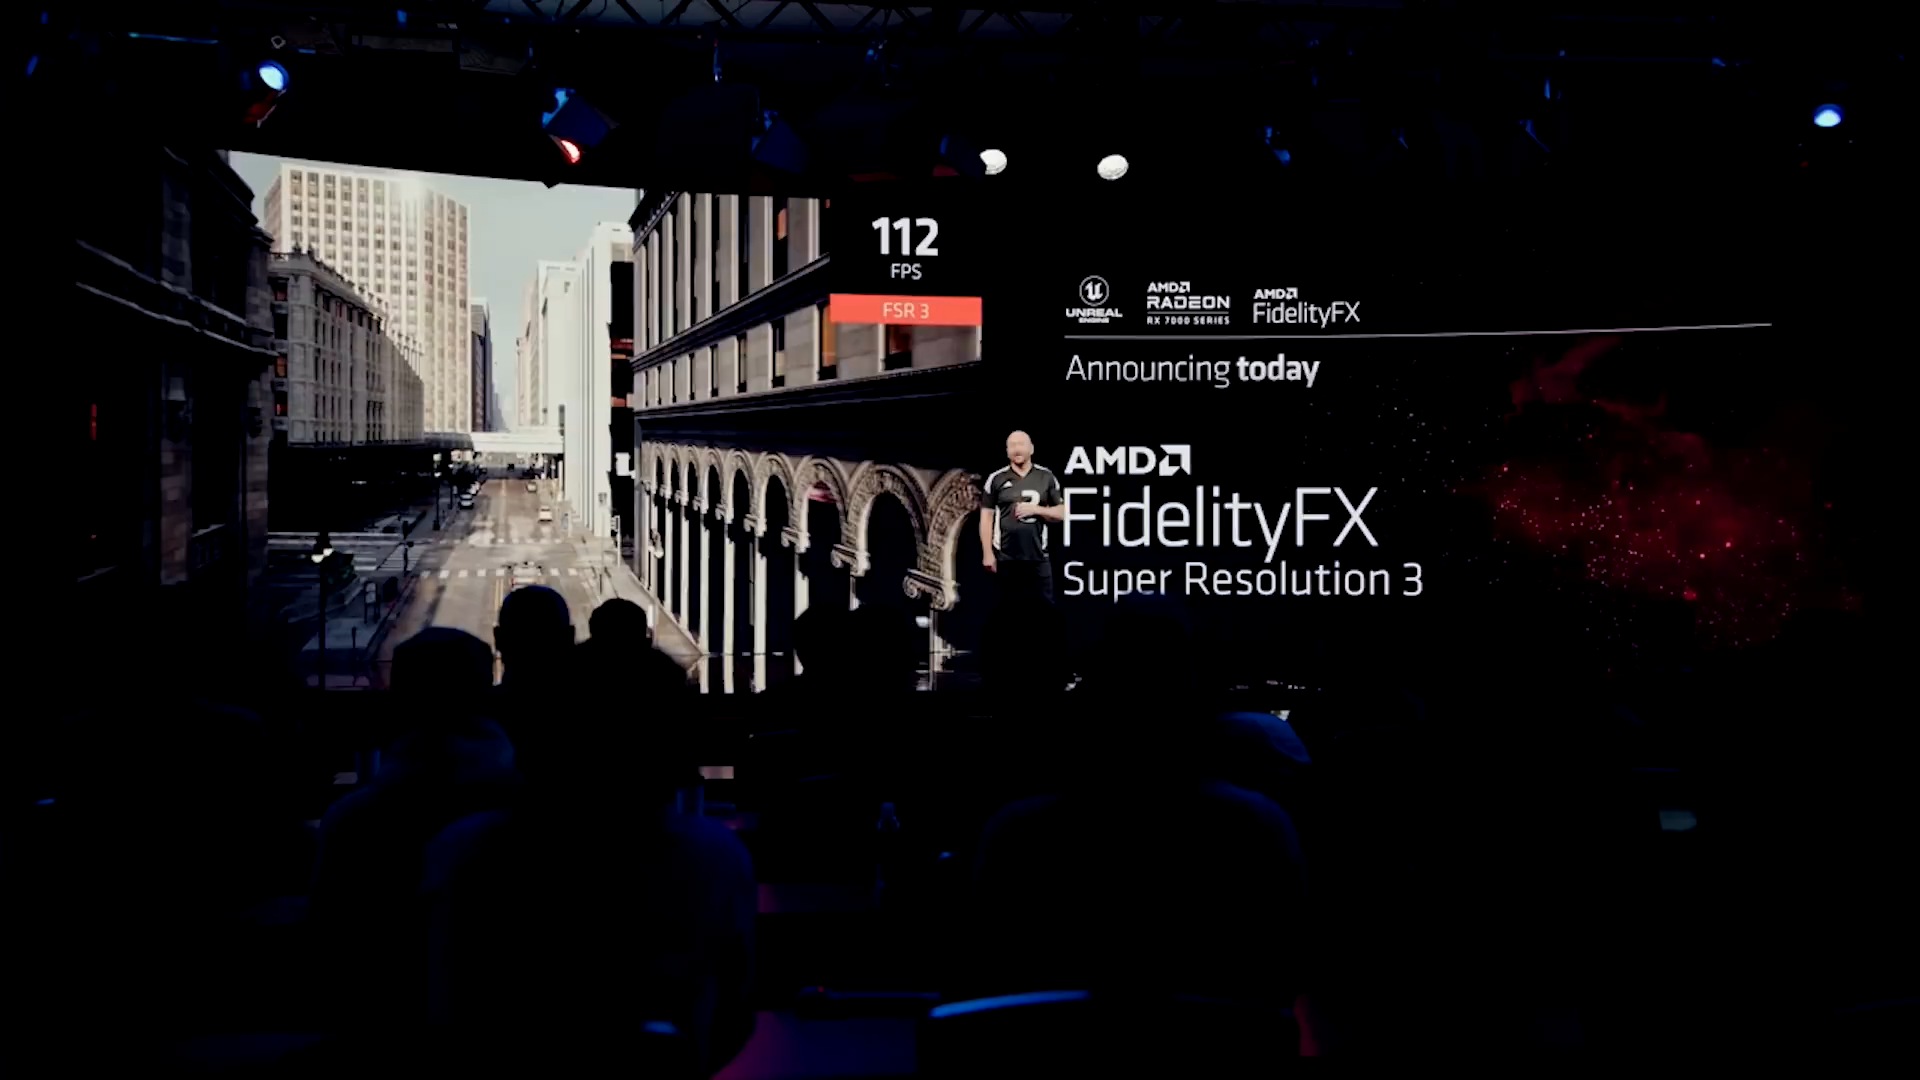 112
FPS
FSR 3
UNREAL
ENGINE
AMD
RADEON
RX 7000 SERIES
AMD
FidelityFX
Announcing today
AMD
FidelityFX
Super Resolution 3